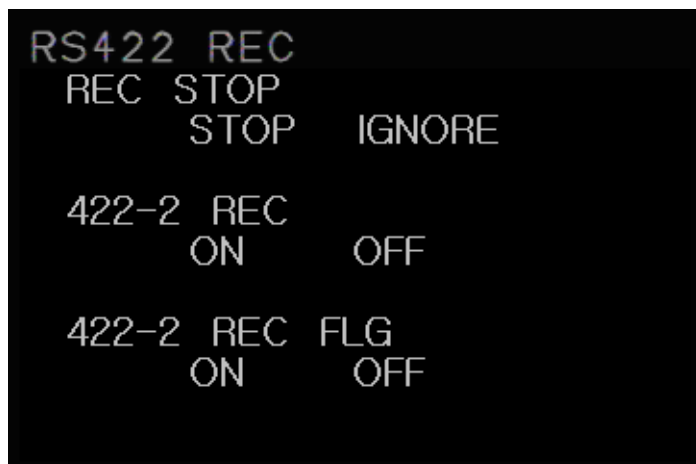 RS422 REC
REC STOP
STOP IGNORE
422-2 REC
ON OFF
422-2 REC FLG
ON OFF